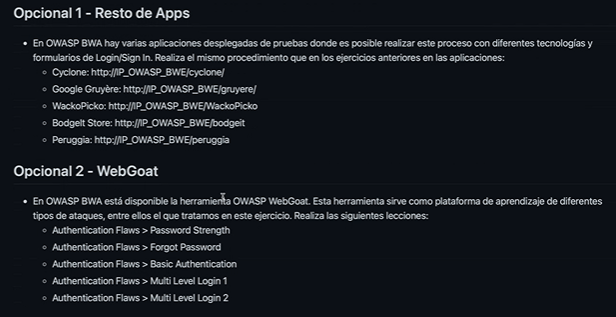 Opcional 1 - Resto de Apps
En OWASP BWA hay varias aplicaciones desplegadas de pruebas donde es posible realizar este proceso con diferentes tecnologías y
formularios de Login/Sign In. Realiza el mismo procedimiento que en los ejercicios anteriores en las aplicaciones:
Cyclone: http://IP_OWASP_BWE/cyclone/
Google Gruyère: http://IP_OWASP_BWE/gruyere/
WackoPicko: http://IP_OWASP_BWE/WackoPicko
BodgeIt Store: http://IP_OWASP_BWE/bodgeit
Peruggia: http://IP_OWASP_BWE/peruggia
Opcional 2 - WebGoat
En OWASP BWA está disponible la herramienta OWASP WebGoat. Esta herramienta sirve como plataforma de aprendizaje de diferentes
tipos de ataques, entre ellos el que tratamos en este ejercicio. Realiza las siguientes lecciones:
Authentication Flaws > Password Strength
Authentication Flaws > Forgot Password
Authentication Flaws > Basic Authentication
Authentication Flaws > Multi Level Login 1
Authentication Flaws > Multi Level Login 2